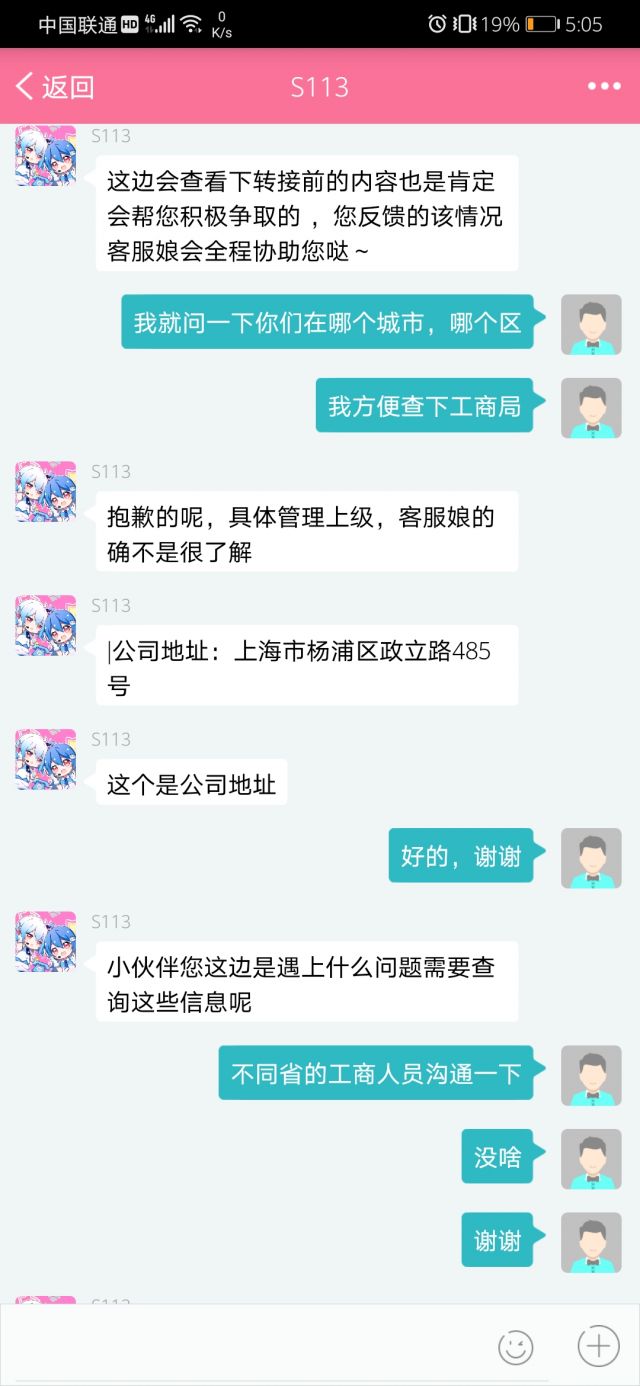 中国联通 HD 4G 0 K/s 19% 5:05
返回 S113
S113
这边会查看下转接前的内容也是肯定
会帮您积极争取的 ，您反馈的该情况
客服娘会全程协助您哒～
我就问一下你们在哪个城市，哪个区
我方便查下工商局
S113
抱歉的呢，具体管理上级，客服娘的
确不是很了解
S113
|公司地址：上海市杨浦区政立路485
号
S113
这个是公司地址
好的，谢谢
S113
小伙伴您这边是遇上什么问题需要查
询这些信息呢
不同省的工商人员沟通一下
没啥
谢谢